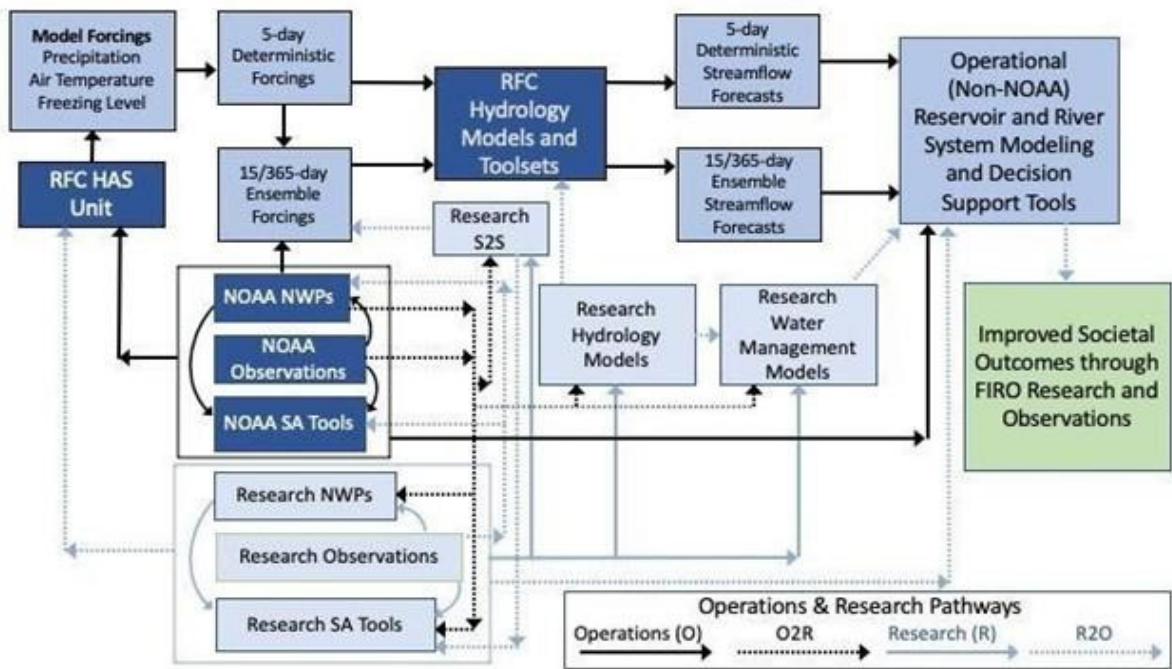 Model Forcings
Precipitation
Air Temperature
Freezing Level
5-day
Deterministic
Forcings
RFC
Hydrology
Models and
Toolsets
5-day
Deterministic
Streamflow
Forecasts
Operational
(Non-NOAA)
Reservoir and River
System Modeling
and Decision
Support Tools
RFC HAS
Unit
15/365-day
Ensemble
Forcings
15/365-day
Ensemble
Streamflow
Forecasts
Research
S2S
NOAA NWPs
NOAA
Observations
NOAA SA Tools
Research
Hydrology
Models
Research
Water
Management
Models
Improved Societal
Outcomes through
FIRO Research and
Observations
Research NWPs
Research Observations
Research SA Tools
Operations & Research Pathways
Operations (O)
O2R
Research (R)
R2O